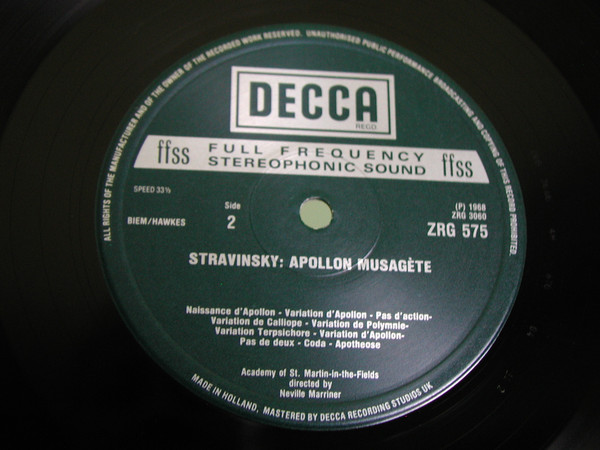 ALL RIGHTS OF THE MANUFACTURER AND OF THE OWNER OF THE RECORDED WORK RESERVED. UNAUTHORISED PUBLIC PERFORMANCE BROADCASTING AND COPYING OF THIS RECORD PROHIBITED
DECCA
REGD
ffss FULL FREQUENCY STEREOPHONIC SOUND ffss
SPEED 33⅓
BIEM/HAWKES
Side
2
(P) 1968
ZRG 3060
ZRG 575
STRAVINSKY: APOLLON MUSAGÈTE
Naissance d'Apollon - Variation d'Apollon - Pas d'action-
Variation de Calliope - Variation de Polymnie-
Variation Terpsichore - Variation d'Apollon-
Pas de deux - Coda - Apotheose
Academy of St. Martin-in-the-Fields
directed by
Neville Marriner
MADE IN HOLLAND, MASTERED BY DECCA RECORDING STUDIOS UK